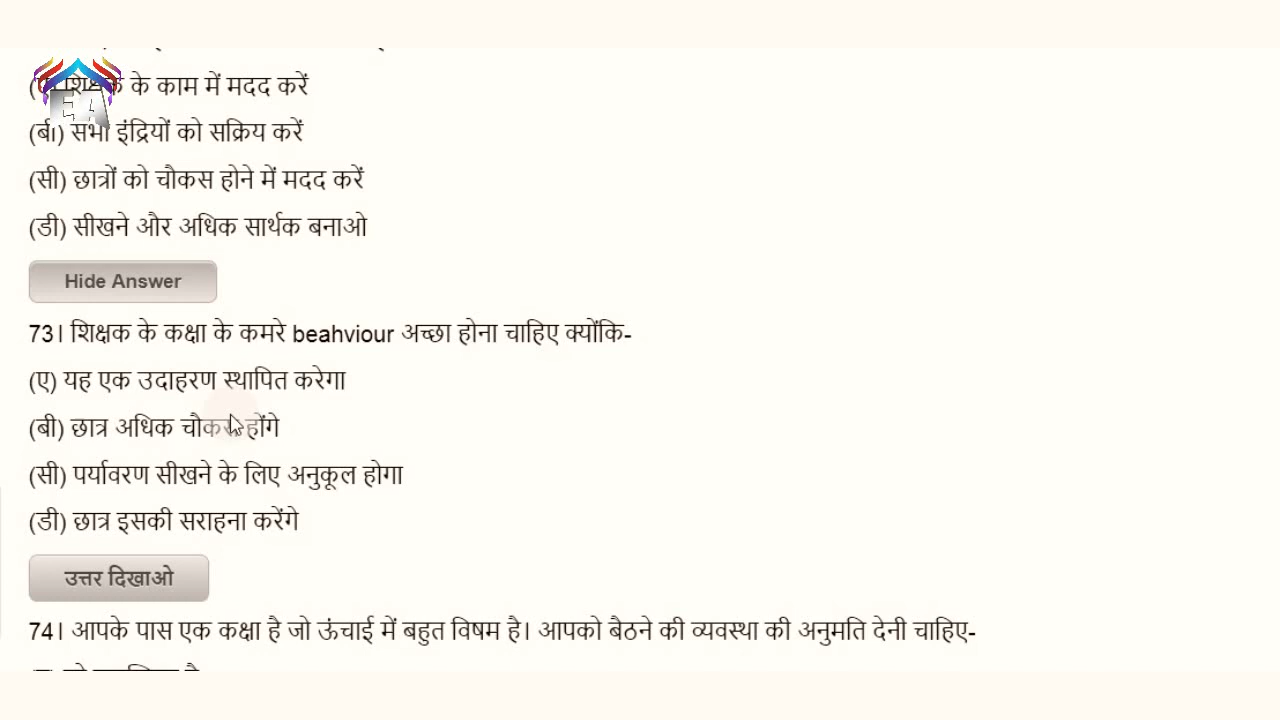 (ए) शिक्षक के काम में मदद करें
(बी) सभी इंद्रियों को सक्रिय करें
(सी) छात्रों को चौकस होने में मदद करें
(डी) सीखने और अधिक सार्थक बनाओ
Hide Answer
73। शिक्षक के कक्षा के कमरे beahviour अच्छा होना चाहिए क्योंकि-
(ए) यह एक उदाहरण स्थापित करेगा
(बी) छात्र अधिक चौकस होंगे
(सी) पर्यावरण सीखने के लिए अनुकूल होगा
(डी) छात्र इसकी सराहना करेंगे
उत्तर दिखाओ
74। आपके पास एक कक्षा है जो ऊंचाई में बहुत विषम है। आपको बैठने की व्यवस्था की अनुमति देनी चाहिए-